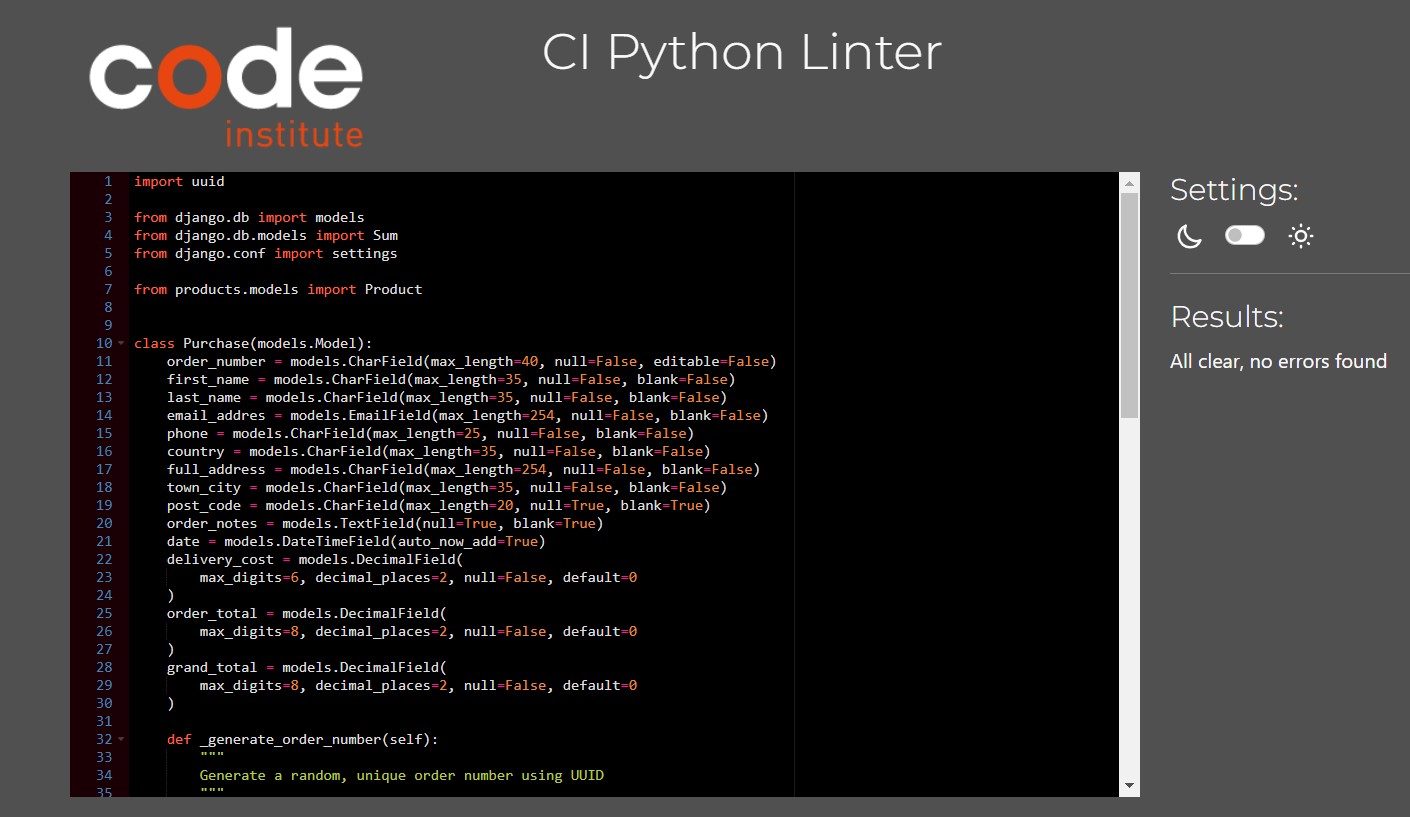 code
institute
CI Python Linter
1 import uuid
2
3 from django.db import models
4 from django.db.models import Sum
5 from django.conf import settings
6
7 from products.models import Product
8
9
10 class Purchase(models.Model):
11     order_number = models.CharField(max_length=40, null=False, editable=False)
12     first_name = models.CharField(max_length=35, null=False, blank=False)
13     last_name = models.CharField(max_length=35, null=False, blank=False)
14     email_addres = models.EmailField(max_length=254, null=False, blank=False)
15     phone = models.CharField(max_length=25, null=False, blank=False)
16     country = models.CharField(max_length=35, null=False, blank=False)
17     full_address = models.CharField(max_length=254, null=False, blank=False)
18     town_city = models.CharField(max_length=35, null=False, blank=False)
19     post_code = models.CharField(max_length=20, null=True, blank=True)
20     order_notes = models.TextField(null=True, blank=True)
21     date = models.DateTimeField(auto_now_add=True)
22     delivery_cost = models.DecimalField(
23         max_digits=6, decimal_places=2, null=False, default=0
24     )
25     order_total = models.DecimalField(
26         max_digits=8, decimal_places=2, null=False, default=0
27     )
28     grand_total = models.DecimalField(
29         max_digits=8, decimal_places=2, null=False, default=0
30     )
31
32     def _generate_order_number(self):
33         """
34         Generate a random, unique order number using UUID
35         """
Settings:
Results:
All clear, no errors found